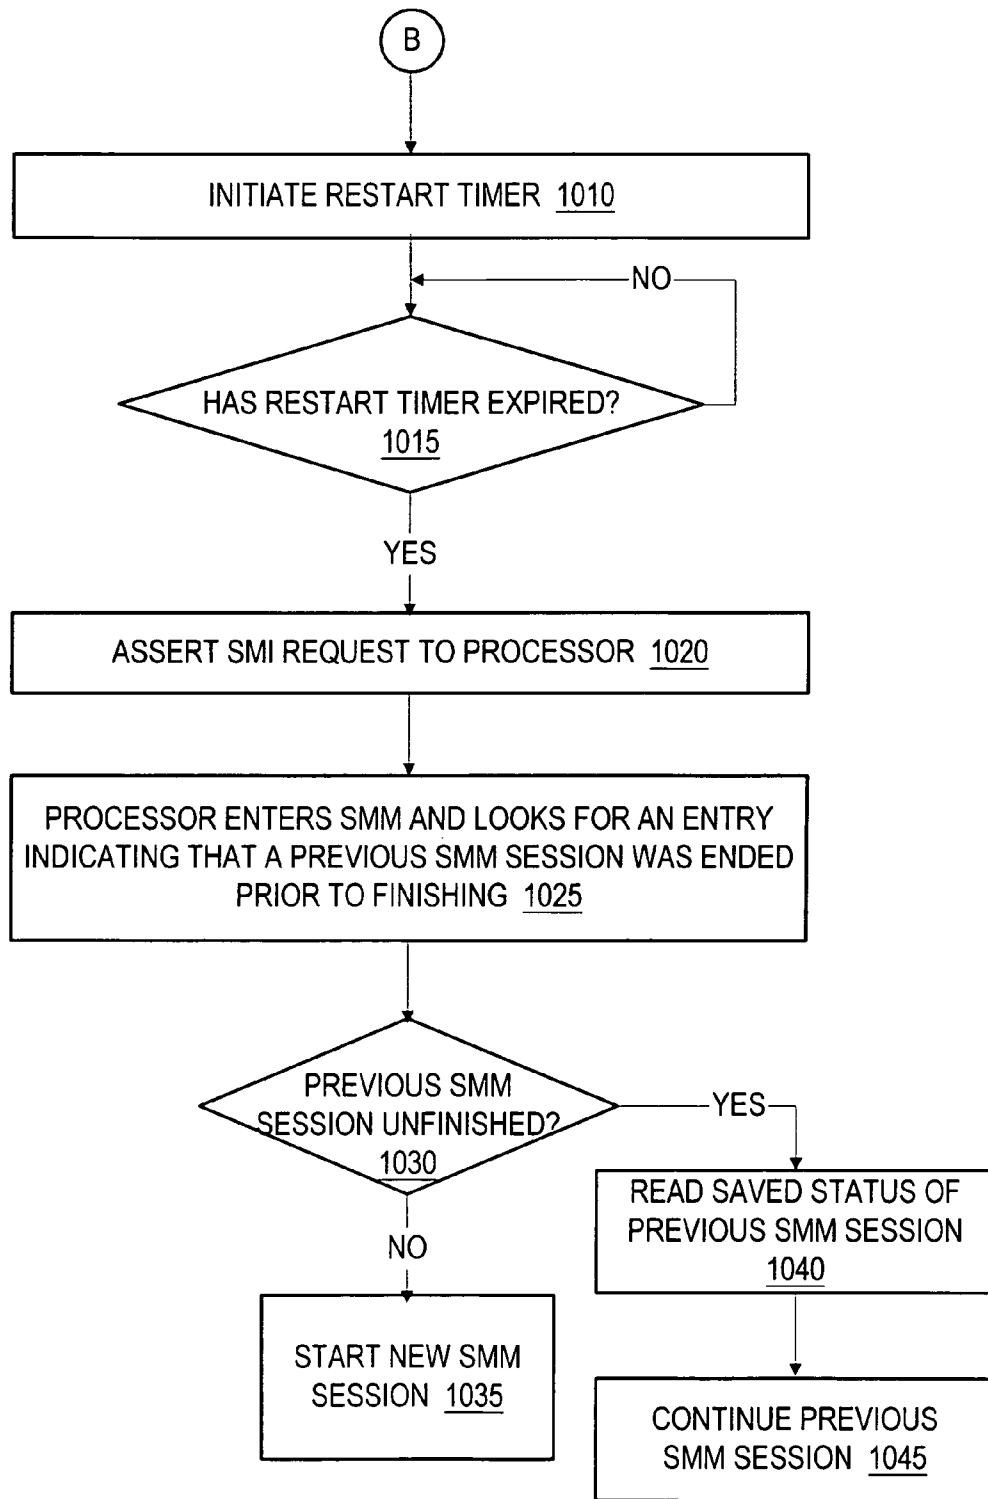 B
INITIATE RESTART TIMER 1010
NO
HAS RESTART TIMER EXPIRED?
1015
YES
ASSERT SMI REQUEST TO PROCESSOR 1020
PROCESSOR ENTERS SMM AND LOOKS FOR AN ENTRY
INDICATING THAT A PREVIOUS SMM SESSION WAS ENDED
PRIOR TO FINISHING 1025
PREVIOUS SMM
SESSION UNFINISHED?
1030
YES
READ SAVED STATUS OF
PREVIOUS SMM SESSION
1040
NO
START NEW SMM
SESSION 1035
CONTINUE PREVIOUS
SMM SESSION 1045